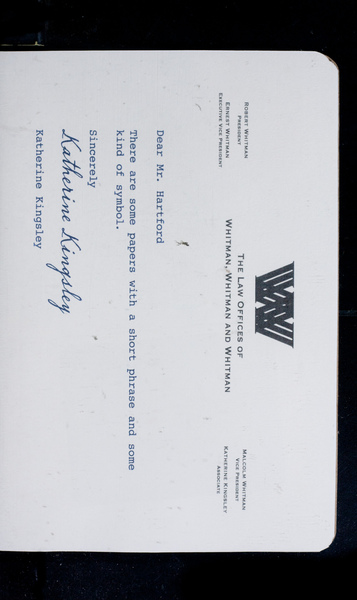 ROBERT WHITMAN
PRESIDENT
ERNEST WHITMAN
EXECUTIVE VICE PRESIDENT
THE LAW OFFICES OF
WHITMAN, WHITMAN AND WHITMAN
MALCOLM WHITMAN
VICE PRESIDENT
KATHERINE KINGSLEY
ASSOCIATE
Dear Mr. Hartford
There are some papers with a short phrase and some
kind of symbol.
Sincerely
Katherine Kingsley
Katherine Kingsley